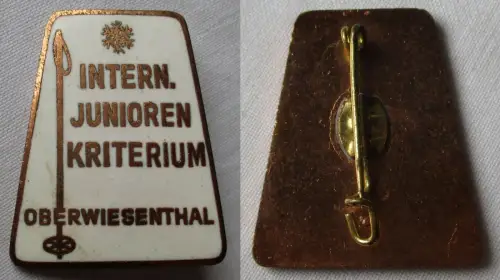 INTERN.
JUNIOREN
KRITERIUM
OBERWIESENTHAL